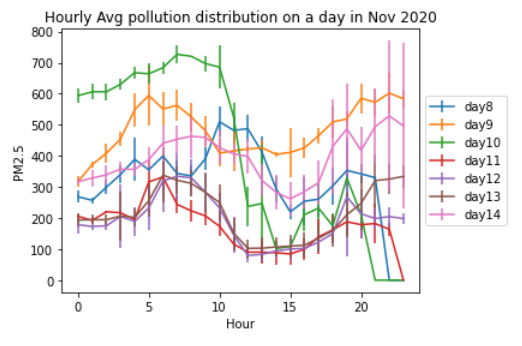 Hourly Avg pollution distribution on a day in Nov 2020
800
700
600
500
400
300
200
100
0
PM2.5
0
5
10
15
20
Hour
day8
day9
day10
day11
day12
day13
day14